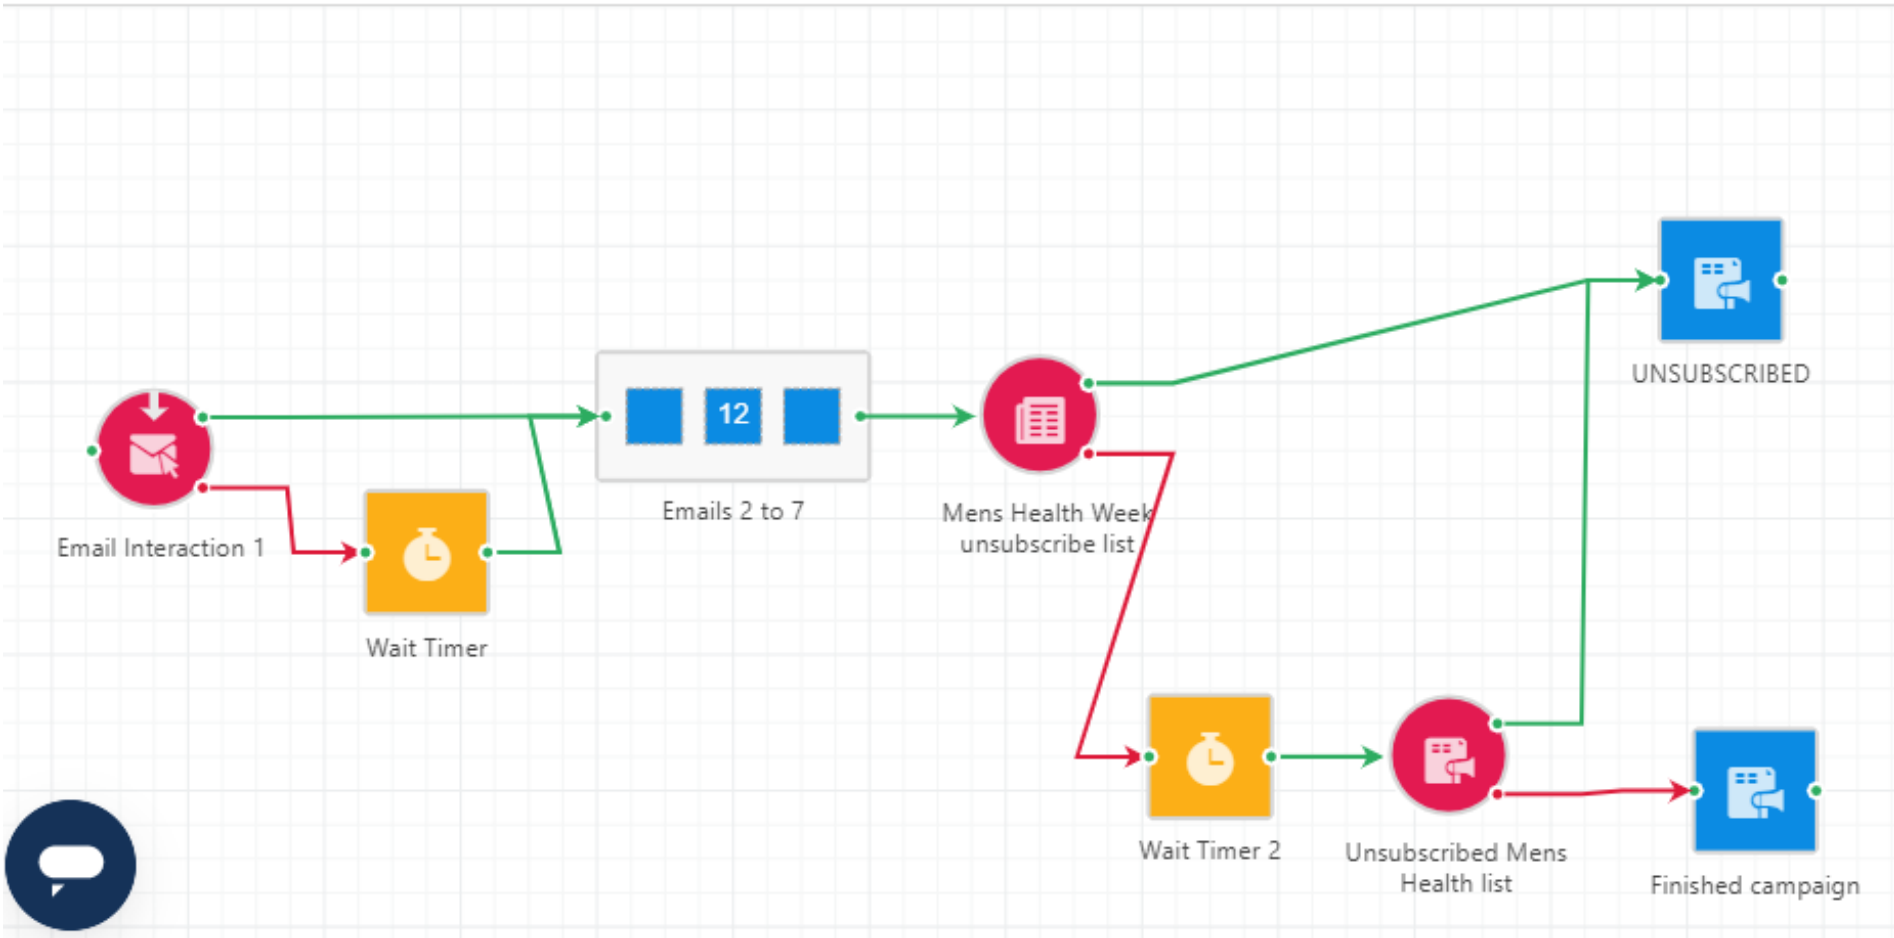 UNSUBSCRIBED
12
Emails 2 to 7
Mens Health Week
unsubscribe list
Email Interaction 1
Wait Timer
Wait Timer 2
Unsubscribed Mens
Health list
Finished campaign